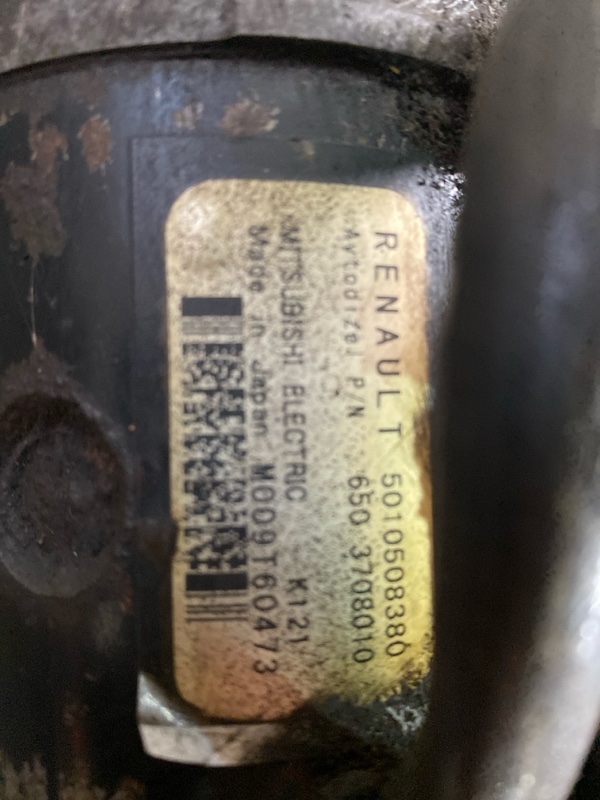 RENAULT 5010508380
Avtodizel P/N 650 3708010
MITSUBISHI ELECTRIC K121
Made in Japan M009T60473